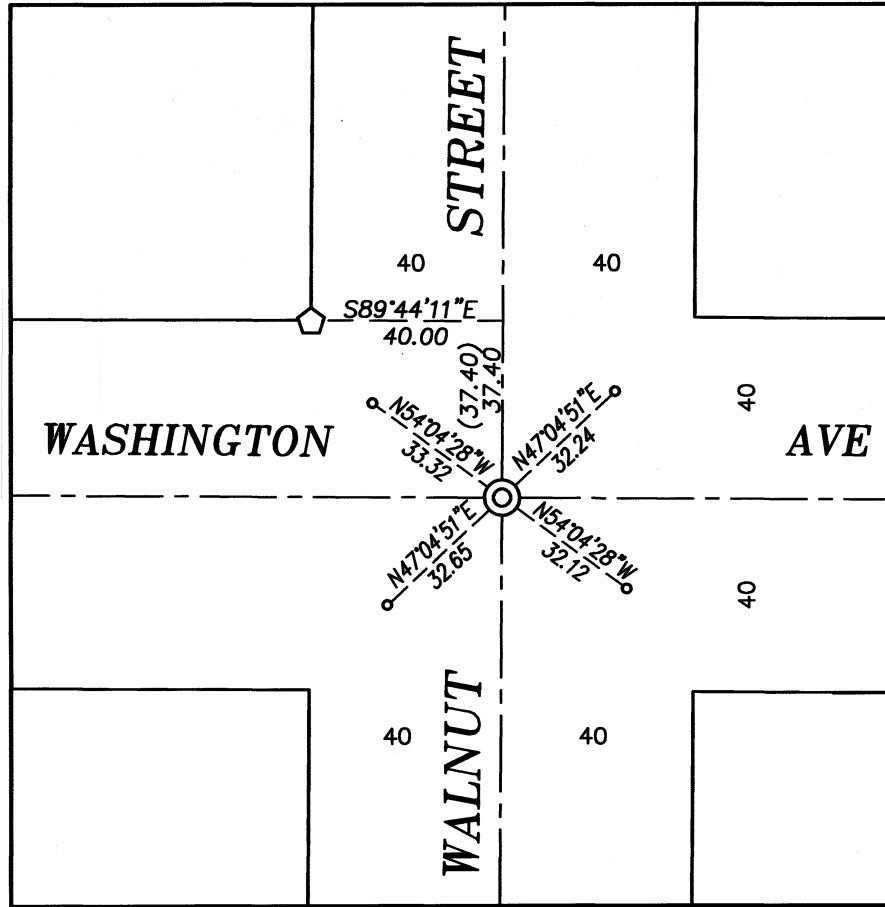 STREET
40
40
S89°44'11"E
40.00
(37.40)
37.40
40
N54°04'28"W
33.32
N47°04'51"E
32.24
WASHINGTON
AVE
N47°04'51"E
32.65
N54°04'28"W
32.12
40
WALNUT
40
40